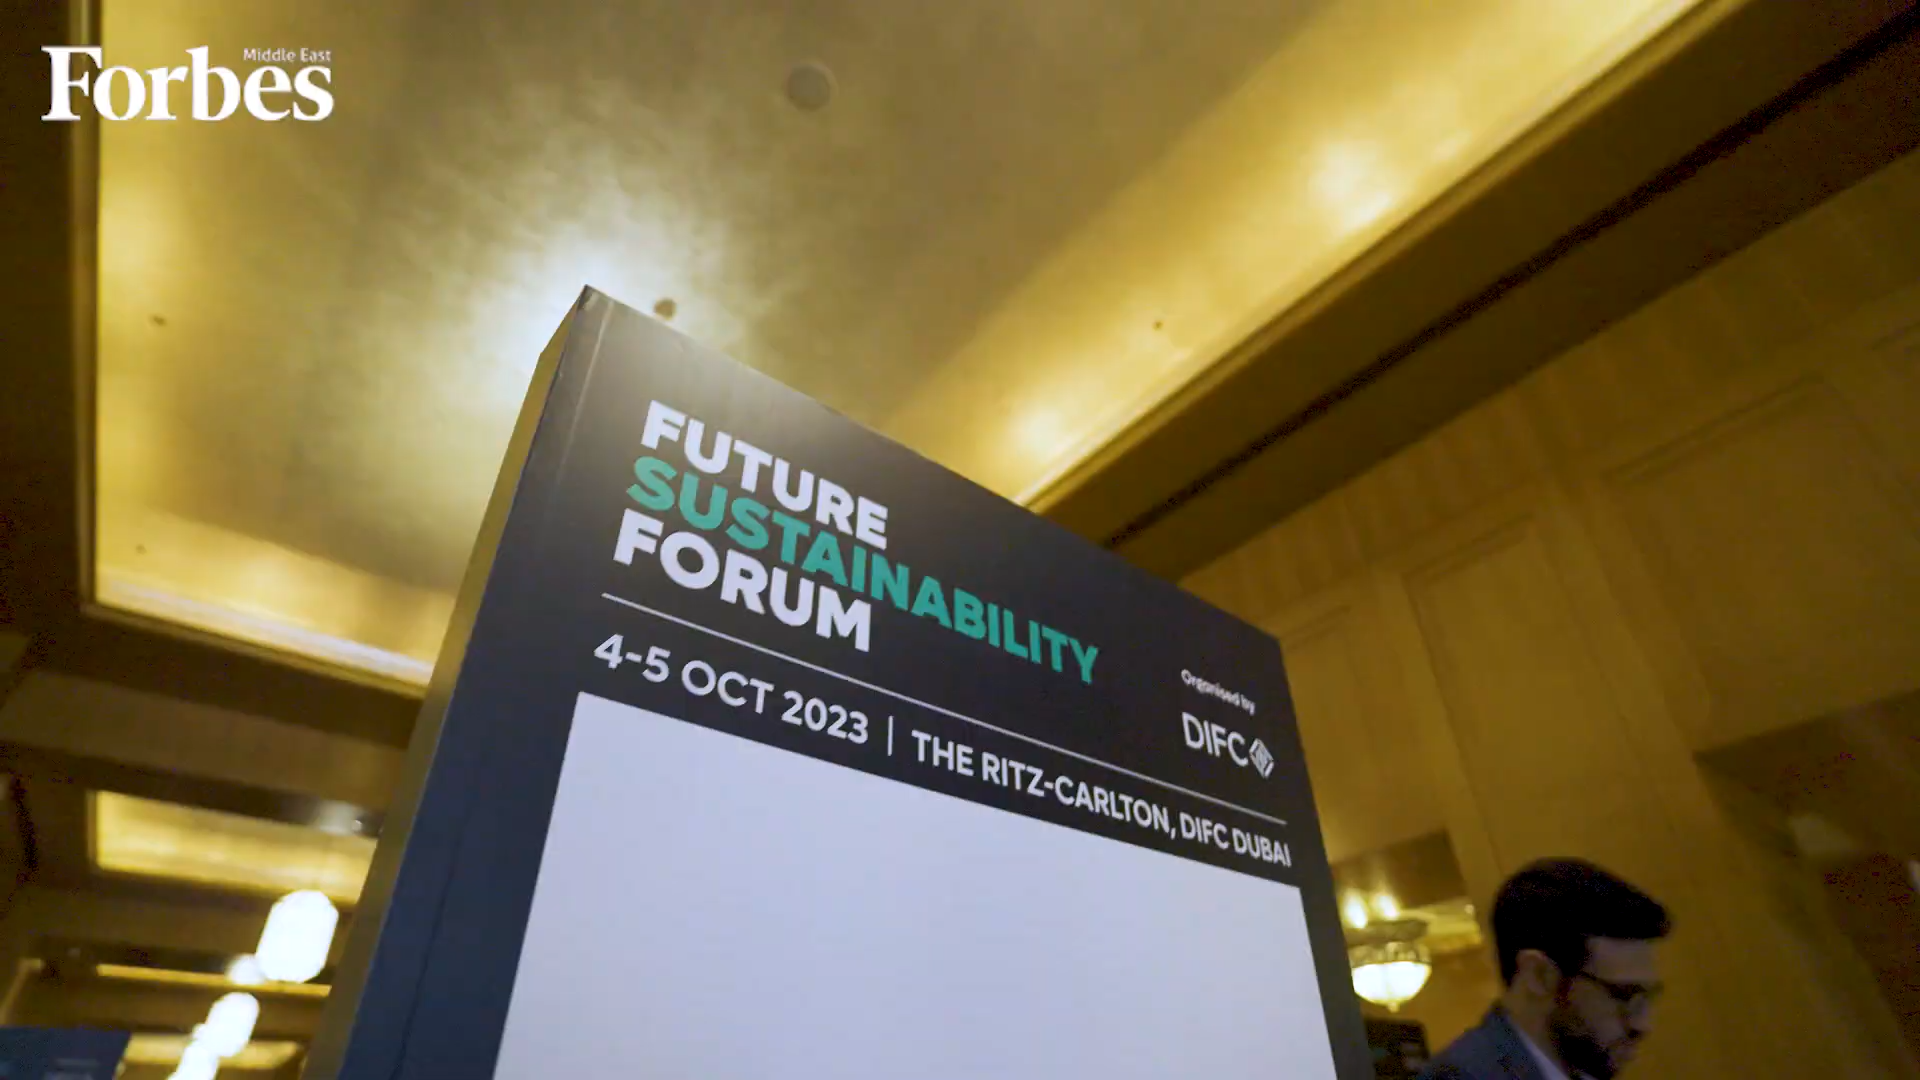 Forbes
Middle East
FUTURE
SUSTAINABILITY
FORUM
4-5 OCT 2023 | THE RITZ-CARLTON, DIFC DUBAI
Organised by
DIFC